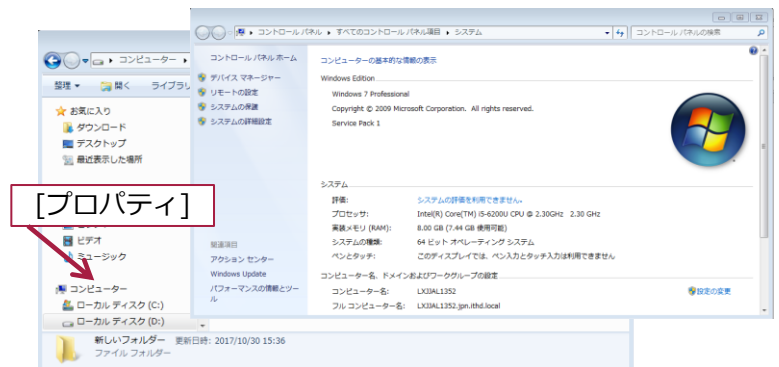 コントロール パネル ▸ すべてのコントロール パネル項目 ▸ システム
コントロール パネルの検索
コンピューター ▸
整理 ▼ 開く ライブラリ
お気に入り
ダウンロード
デスクトップ
最近表示した場所
[プロパティ]
ビデオ
ミュージック
コンピューター
ローカル ディスク (C:)
ローカル ディスク (D:)
新しいフォルダー 更新日時: 2017/10/30 15:36
ファイル フォルダー
コントロール パネル ホーム
デバイス マネージャー
リモートの設定
システムの保護
システムの詳細設定
関連項目
アクション センター
Windows Update
パフォーマンスの情報とツー
ル
コンピューターの基本的な情報の表示
Windows Edition
Windows 7 Professional
Copyright © 2009 Microsoft Corporation. All rights reserved.
Service Pack 1
システム
評価: システムの評価を利用できません。
プロセッサ: Intel(R) Core(TM) i5-6200U CPU @ 2.30GHz 2.30 GHz
実装メモリ (RAM): 8.00 GB (7.44 GB 使用可能)
システムの種類: 64 ビット オペレーティング システム
ペンとタッチ: このディスプレイでは、ペン入力とタッチ入力は利用できません
コンピューター名、ドメインおよびワークグループの設定
コンピューター名: LXJJAL1352 設定の変更
フル コンピューター名: LXJJAL1352.jpn.ithd.local